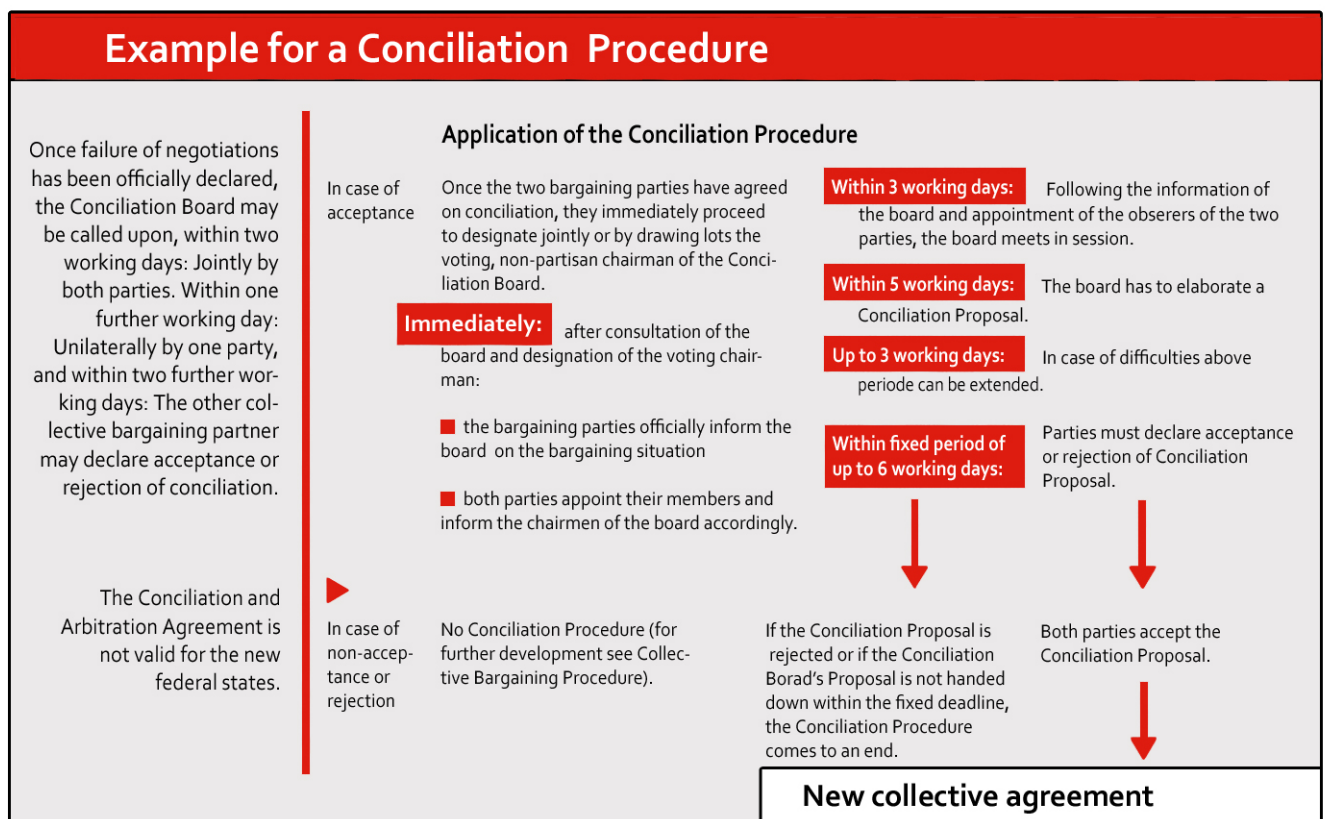 Example for a Conciliation Procedure
Once failure of negotiations
has been officially declared,
the Conciliation Board may
be called upon, within two
working days: Jointly by
both parties. Within one
further working day:
Unilaterally by one party,
and within two further wor-
king days: The other col-
lective bargaining partner
may declare acceptance or
rejection of conciliation.
The Conciliation and
Arbitration Agreement is
not valid for the new
federal states.
In case of
acceptance
Application of the Conciliation Procedure
Once the two bargaining parties have agreed
on conciliation, they immediately proceed
to designate jointly or by drawing lots the
voting, non-partisan chairman of the Conci-
liation Board.
Immediately: after consultation of the
board and designation of the voting chair-
man:
the bargaining parties officially inform the
board on the bargaining situation
both parties appoint their members and
inform the chairmen of the board accordingly.
Within 3 working days: Following the information of
the board and appointment of the obserers of the two
parties, the board meets in session.
Within 5 working days: The board has to elaborate a
Conciliation Proposal.
Up to 3 working days: In case of difficulties above
periode can be extended.
Within fixed period of
up to 6 working days:
Parties must declare acceptance
or rejection of Conciliation
Proposal.
In case of
non-accep-
tance or
rejection
No Conciliation Procedure (for
further development see Collec-
tive Bargaining Procedure).
If the Conciliation Proposal is
rejected or if the Conciliation
Borad's Proposal is not handed
down within the fixed deadline,
the Conciliation Procedure
comes to an end.
Both parties accept the
Conciliation Proposal.
New collective agreement